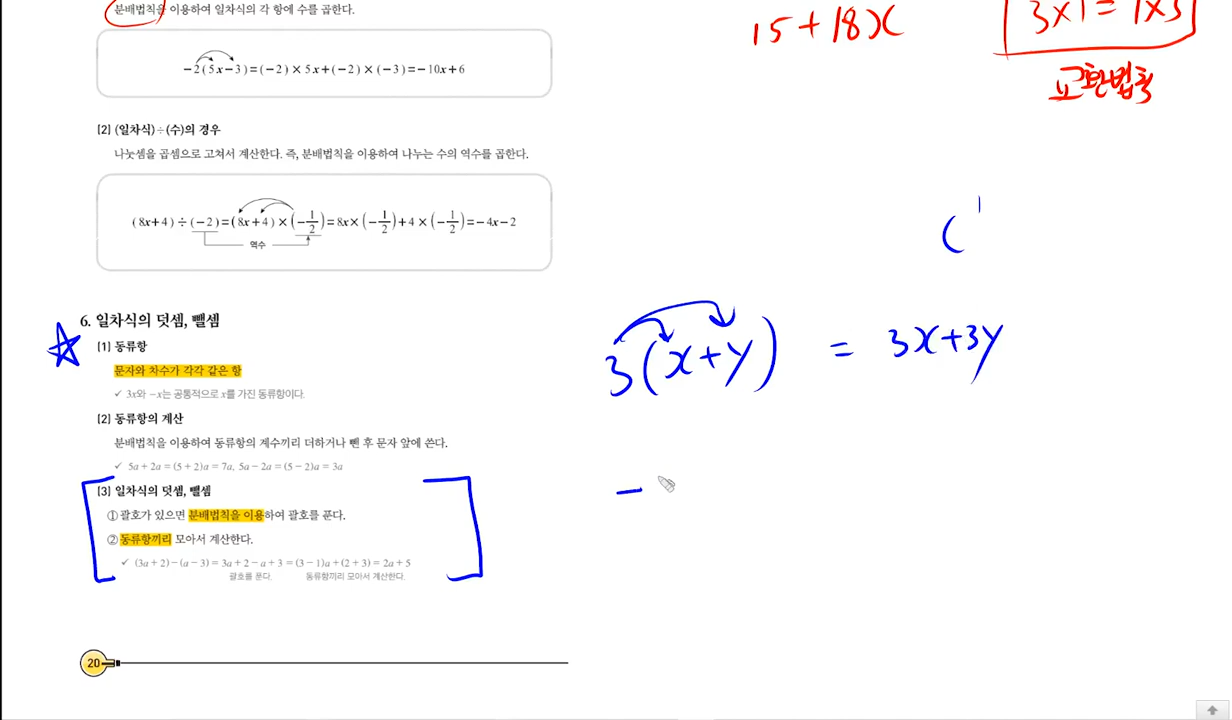 분배법칙을 이용하여 일차식의 각 항에 수를 곱한다.
-2(5x-3)=(-2)×5x+(-2)×(-3)=-10x+6
[2] (일차식)÷(수)의 경우
나눗셈을 곱셈으로 고쳐서 계산한다. 즉, 분배법칙을 이용하여 나누는 수의 역수를 곱한다.
(8x+4)÷(-2)=(8x+4)×(-1/2)=8x×(-1/2)+4×(-1/2)=-4x-2
역수
6. 일차식의 덧셈, 뺄셈
[1] 동류항
문자와 차수가 각각 같은 항
✓ 3x와 -x는 공통적으로 x를 가진 동류항이다.
[2] 동류항의 계산
분배법칙을 이용하여 동류항의 계수끼리 더하거나 뺀 후 문자 앞에 쓴다.
✓ 5a+2a=(5+2)a=7a, 5a-2a=(5-2)a=3a
[3] 일차식의 덧셈, 뺄셈
① 괄호가 있으면 분배법칙을 이용하여 괄호를 푼다.
② 동류항끼리 모아서 계산한다.
✓ (3a+2)-(a-3)=3a+2-a+3=(3-1)a+(2+3)=2a+5
괄호를 푼다. 동류항끼리 모아서 계산한다.
20
15+18x
3×1=1×3
교환법칙
(
3(x+y) = 3x+3y
-